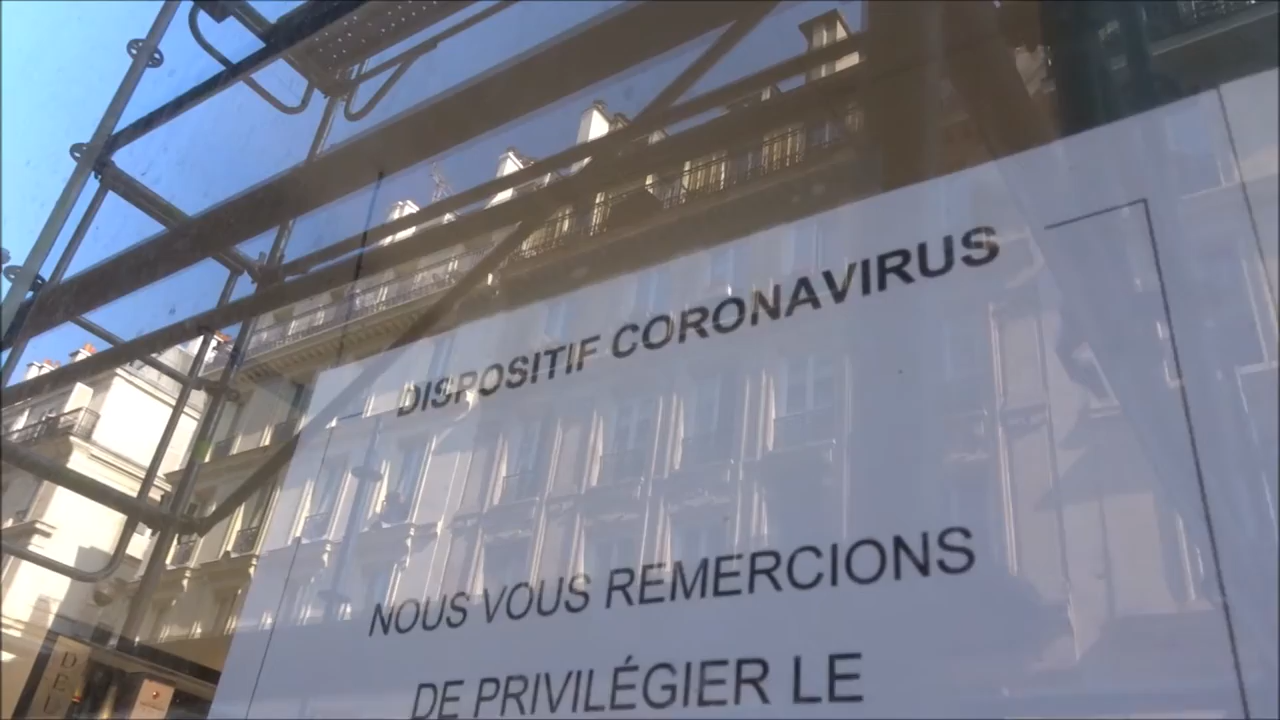 DISPOSITIF CORONAVIRUS
NOUS VOUS REMERCIONS
DE PRIVILÉGIER LE